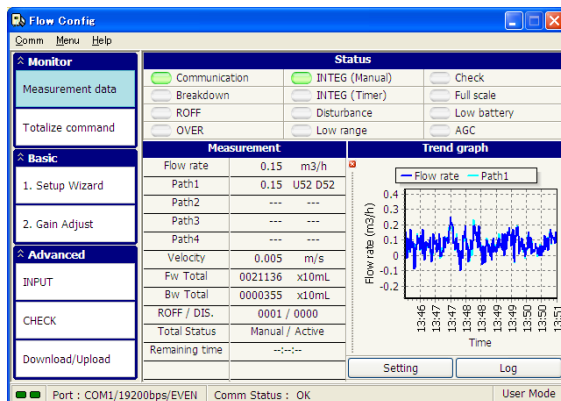 Flow Config
Comm Menu Help
Monitor
Measurement data
Totalize command
Basic
1. Setup Wizard
2. Gain Adjust
Advanced
INPUT
CHECK
Download/Upload
Status
Communication INTEG (Manual) Check
Breakdown INTEG (Timer) Full scale
ROFF Disturbance Low battery
OVER Low range AGC
Measurement
Flow rate 0.15 m3/h
Path1 0.15 U52 D52
Path2 --- ---
Path3 --- ---
Path4 --- ---
Velocity 0.005 m/s
Fw Total 0021136 x10mL
Bw Total 0000355 x10mL
ROFF / DIS. 0001 / 0000
Total Status Manual / Active
Remaining time --:--:--
Trend graph
Flow rate Path1
Flow rate (m3/h)
0.4
0.3
0.2
0.1
0
-0.1
-0.2
13:46 13:47 13:47 13:48 13:48 13:49 13:49 13:50 13:50 13:51
Time
Setting Log
Port : COM1/19200bps/EVEN Comm Status : OK User Mode